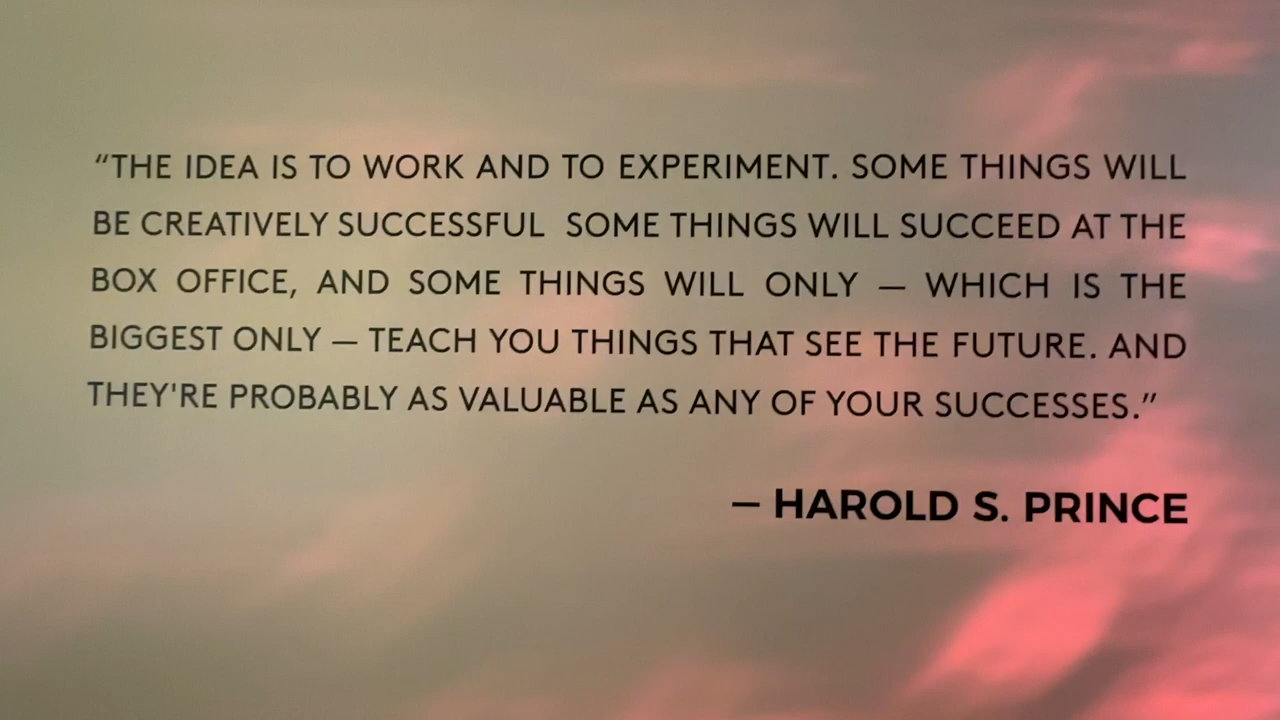 “THE IDEA IS TO WORK AND TO EXPERIMENT. SOME THINGS WILL
BE CREATIVELY SUCCESSFUL  SOME THINGS WILL SUCCEED AT THE
BOX OFFICE, AND SOME THINGS WILL ONLY — WHICH IS THE
BIGGEST ONLY — TEACH YOU THINGS THAT SEE THE FUTURE. AND
THEY'RE PROBABLY AS VALUABLE AS ANY OF YOUR SUCCESSES.”
— HAROLD S. PRINCE